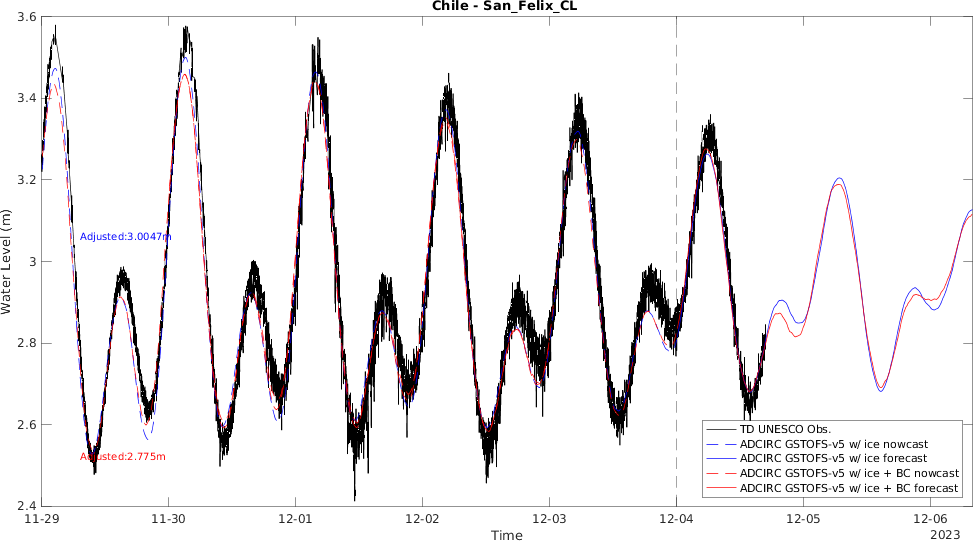 Chile - San_Felix_CL
3.6
3.4
3.2
3
2.8
2.6
2.4
Water Level (m)
Adjusted:3.0047m
Adjusted:2.775m
TD UNESCO Obs.
ADCIRC GSTOFS-v5 w/ ice nowcast
ADCIRC GSTOFS-v5 w/ ice forecast
ADCIRC GSTOFS-v5 w/ ice + BC nowcast
ADCIRC GSTOFS-v5 w/ ice + BC forecast
11-29 11-30 12-01 12-02 12-03 12-04 12-05 12-06
Time
2023